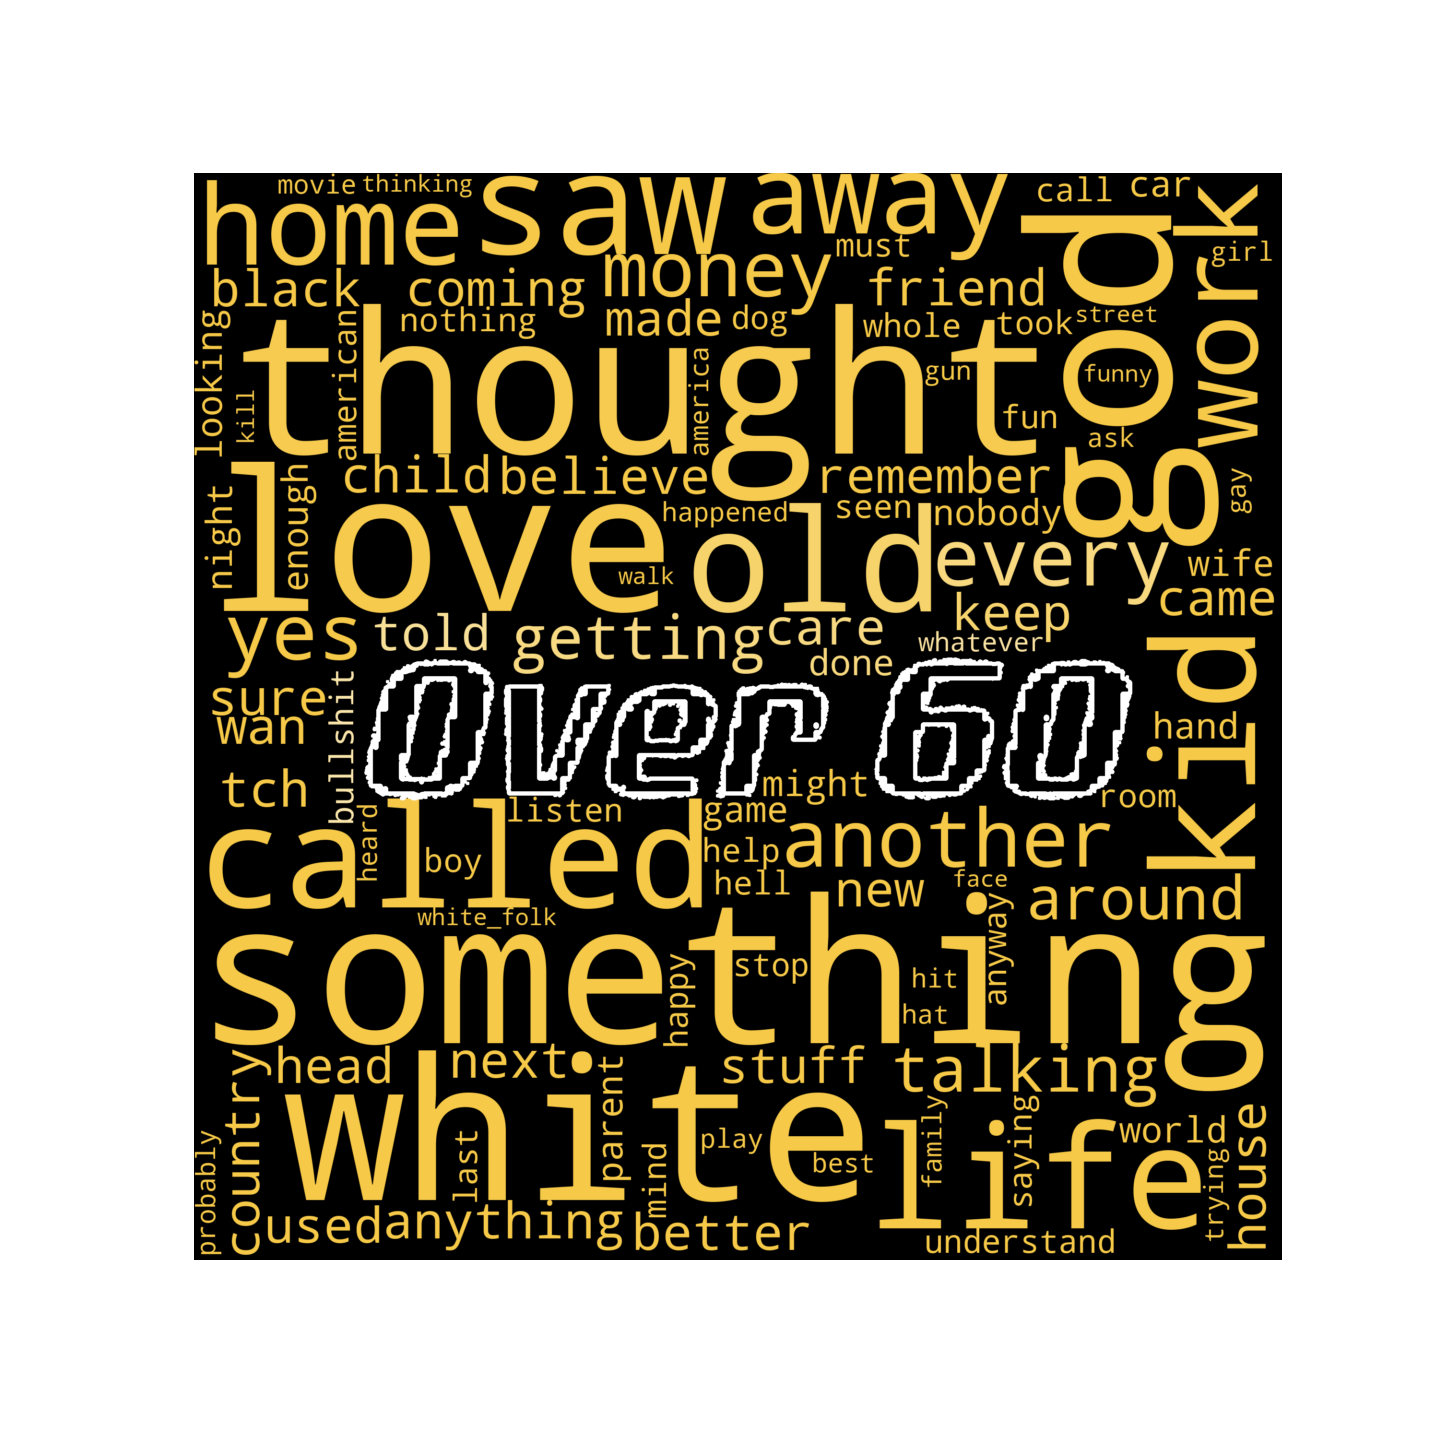 movie thinking
home saw away call car
work
god
must
girl
money
black coming friend
nothing made dog whole took street
looking
thought
american
america
gun
funny
kill
fun
ask
child believe remember
gay
love
enough
night
happened seen nobody
old every
walk
wife
keep came
yes told getting care
whatever
done
kid
sure
wan
bullshit
Over 60
hand
tch
might room
called
heard
listen game
another
boy help
hell new face around
white_folk
something
anyway
happy
stop
hit
hat
head next stuff talking
country
white
parent
life
family
saying
world
house
probably
last
mind
play
best
trying
used anything better understand